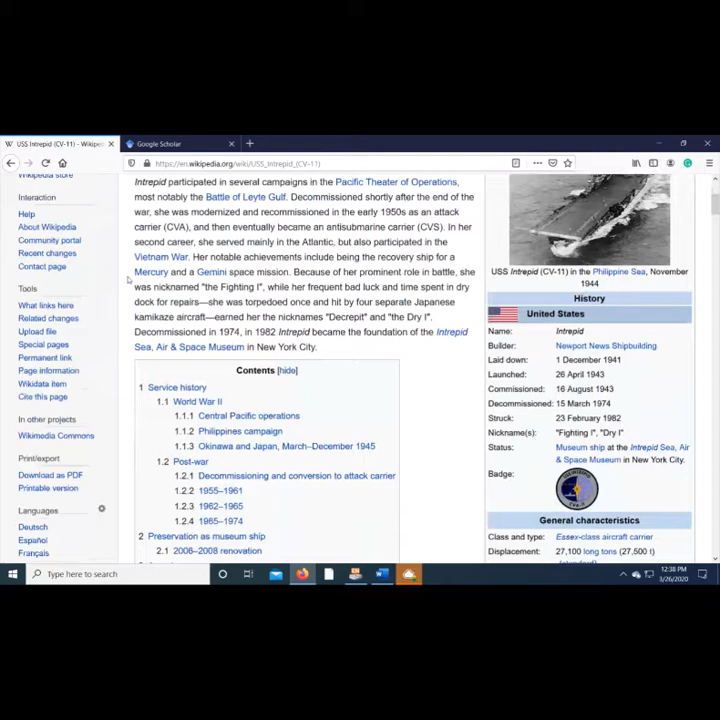 USS Intrepid (CV-11) - Wikiped
Google Scholar
https://en.wikipedia.org/wiki/USS_Intrepid_(CV-11)
Wikipedia store
Interaction
Help
About Wikipedia
Community portal
Recent changes
Contact page
Tools
What links here
Related changes
Upload file
Special pages
Permanent link
Page information
Wikidata item
Cite this page
In other projects
Wikimedia Commons
Print/export
Download as PDF
Printable version
Languages
Deutsch
Español
Français
Intrepid participated in several campaigns in the Pacific Theater of Operations,
most notably the Battle of Leyte Gulf. Decommissioned shortly after the end of the
war, she was modernized and recommissioned in the early 1950s as an attack
carrier (CVA), and then eventually became an antisubmarine carrier (CVS). In her
second career, she served mainly in the Atlantic, but also participated in the
Vietnam War. Her notable achievements include being the recovery ship for a
Mercury and a Gemini space mission. Because of her prominent role in battle, she
was nicknamed "the Fighting I", while her frequent bad luck and time spent in dry
dock for repairs—she was torpedoed once and hit by four separate Japanese
kamikaze aircraft—earned her the nicknames "Decrepit" and "the Dry I".
Decommissioned in 1974, in 1982 Intrepid became the foundation of the Intrepid
Sea, Air & Space Museum in New York City.
Contents [hide]
1 Service history
1.1 World War II
1.1.1 Central Pacific operations
1.1.2 Philippines campaign
1.1.3 Okinawa and Japan, March–December 1945
1.2 Post-war
1.2.1 Decommissioning and conversion to attack carrier
1.2.2 1955–1961
1.2.3 1962–1965
1.2.4 1965–1974
2 Preservation as museum ship
2.1 2006–2008 renovation
USS Intrepid (CV-11) in the Philippine Sea, November
1944
History
United States
Name: Intrepid
Builder: Newport News Shipbuilding
Laid down: 1 December 1941
Launched: 26 April 1943
Commissioned: 16 August 1943
Decommissioned: 15 March 1974
Struck: 23 February 1982
Nickname(s): "Fighting I", "Dry I"
Status: Museum ship at the Intrepid Sea, Air
& Space Museum in New York City.
Badge:
General characteristics
Class and type: Essex-class aircraft carrier
Displacement: 27,100 long tons (27,500 t)
Type here to search
12:38 PM
3/26/2020